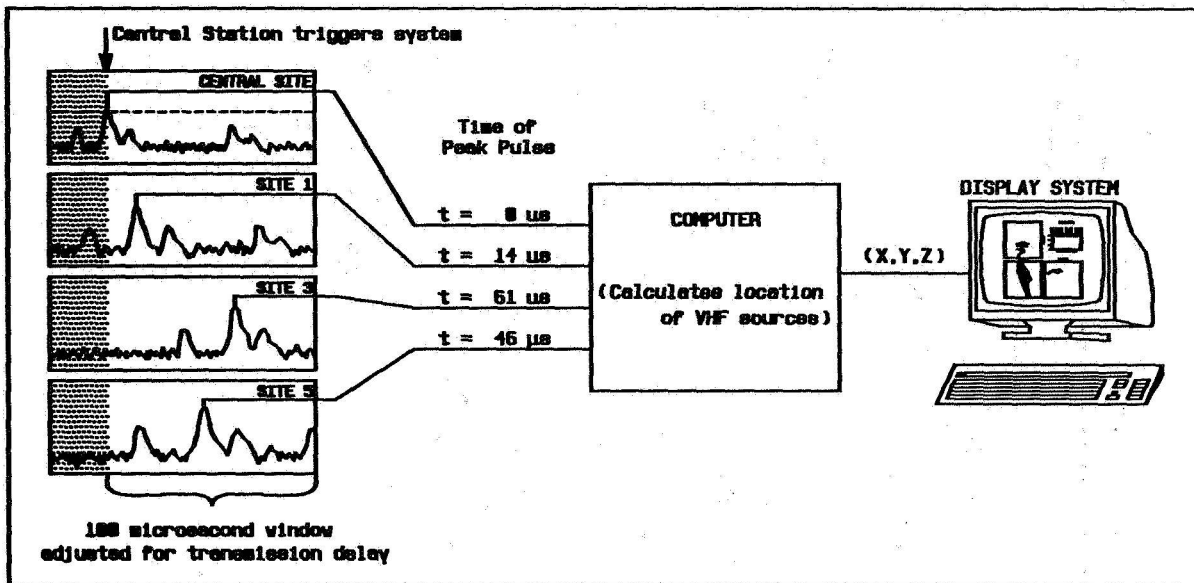 Central Station triggers system
CENTRAL SITE
SITE 1
SITE 3
SITE 5
Time of
Peak Pulse
t = 0 us
t = 14 us
t = 61 us
t = 46 µs
COMPUTER
(Calculates location
of VHF sources)
(X,Y,Z)
DISPLAY SYSTEM
100 microsecond window
adjusted for transmission delay